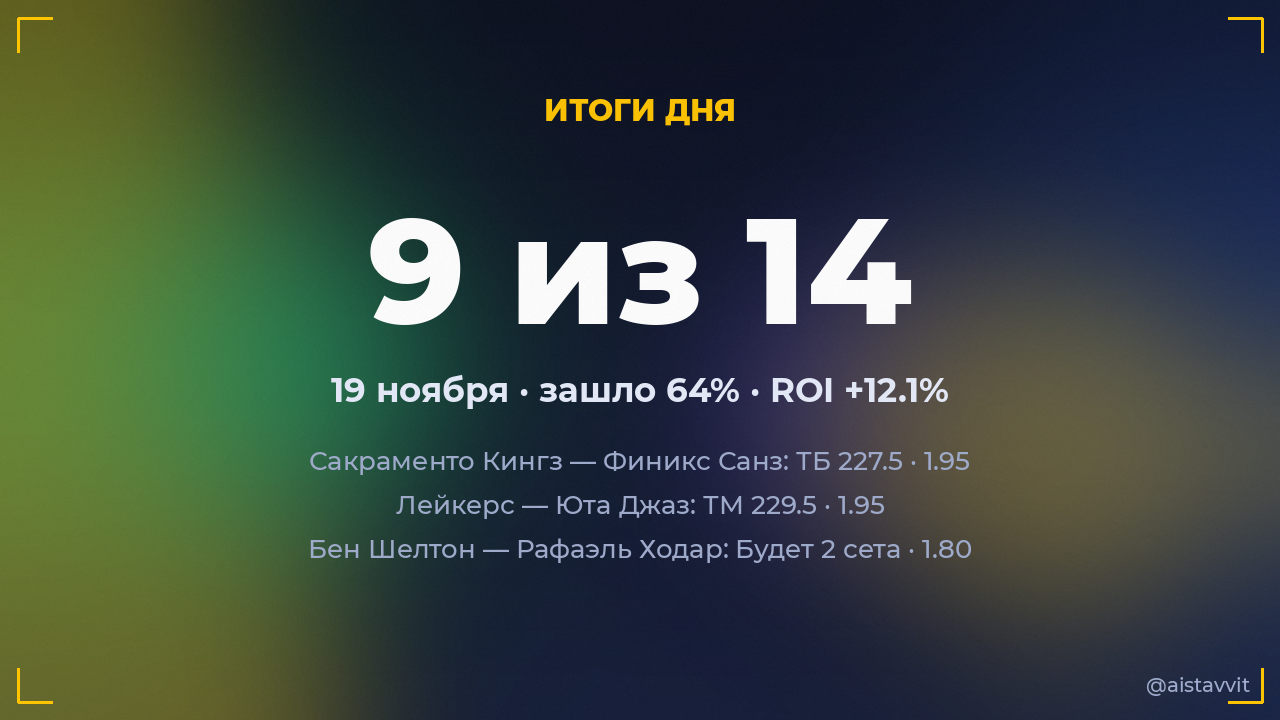 ИТОГИ ДНЯ
9 из 14
19 ноября · зашло 64% · ROI +12.1%
Сакраменто Кингз — Финикс Санз: ТБ 227.5 · 1.95
Лейкерс — Юта Джаз: ТМ 229.5 · 1.95
Бен Шелтон — Рафаэль Ходар: Будет 2 сета · 1.80
@aistavvit